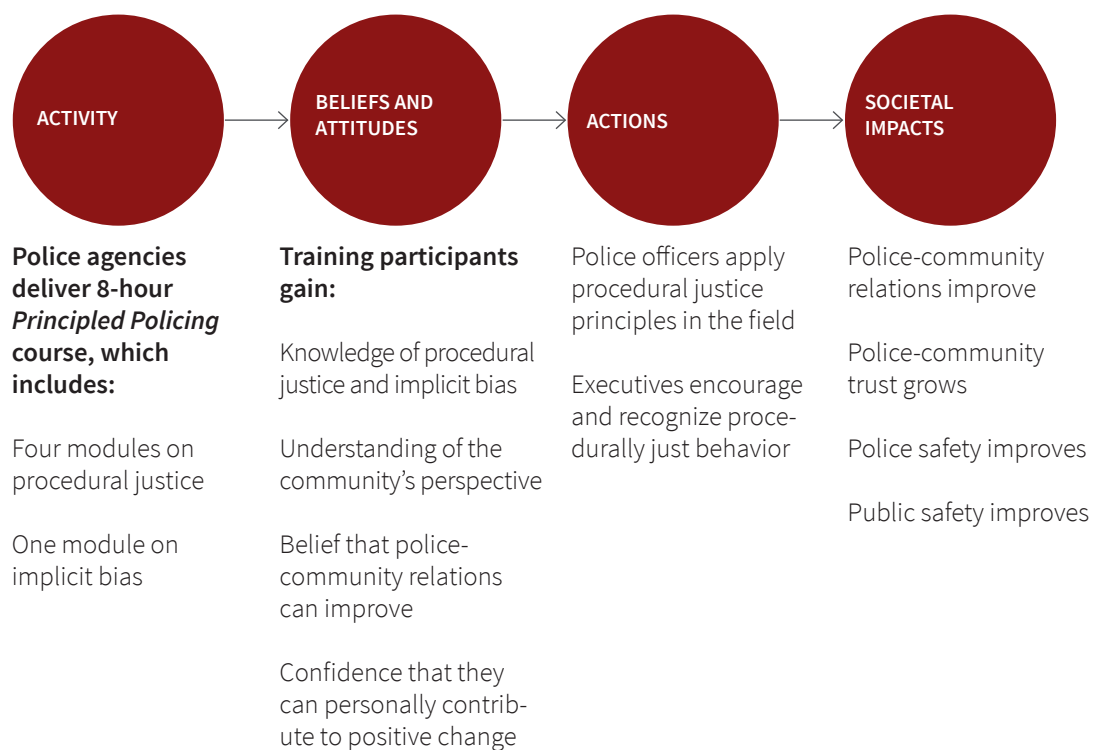 ACTIVITY
BELIEFS AND
ATTITUDES
ACTIONS
SOCIETAL
IMPACTS
Police agencies
deliver 8-hour
Principled Policing
course, which
includes:
Four modules on
procedural justice
One module on
implicit bias
Training participants
gain:
Knowledge of procedural
justice and implicit bias
Understanding of the
community’s perspective
Belief that police-
community relations
can improve
Confidence that they
can personally contrib-
ute to positive change
Police officers apply
procedural justice
principles in the field
Executives encourage
and recognize proce-
durally just behavior
Police-community
relations improve
Police-community
trust grows
Police safety improves
Public safety improves